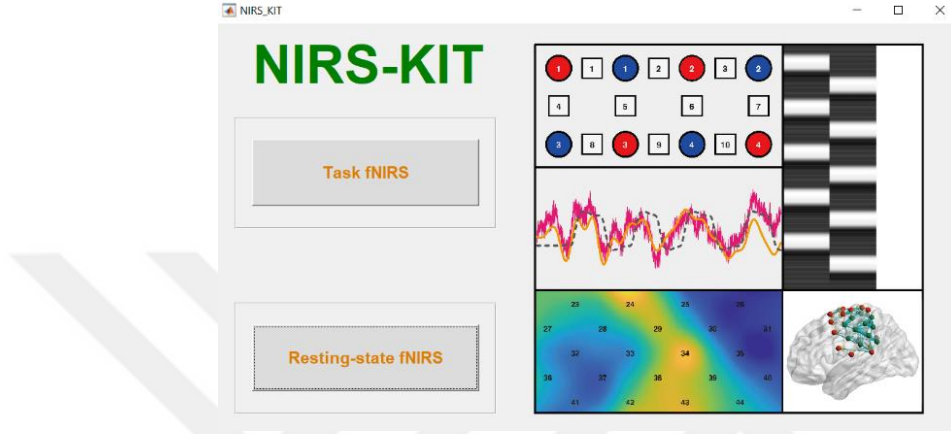 NIRS_KIT
NIRS-KIT
Task fNIRS
Resting-state fNIRS
1 1 1 2 2 3 2
4 5 6 7
3 8 3 9 4 10 4
23 24 25 26
27 28 29 30 31
32 33 34 35
36 37 38 39 40
41 42 43 44